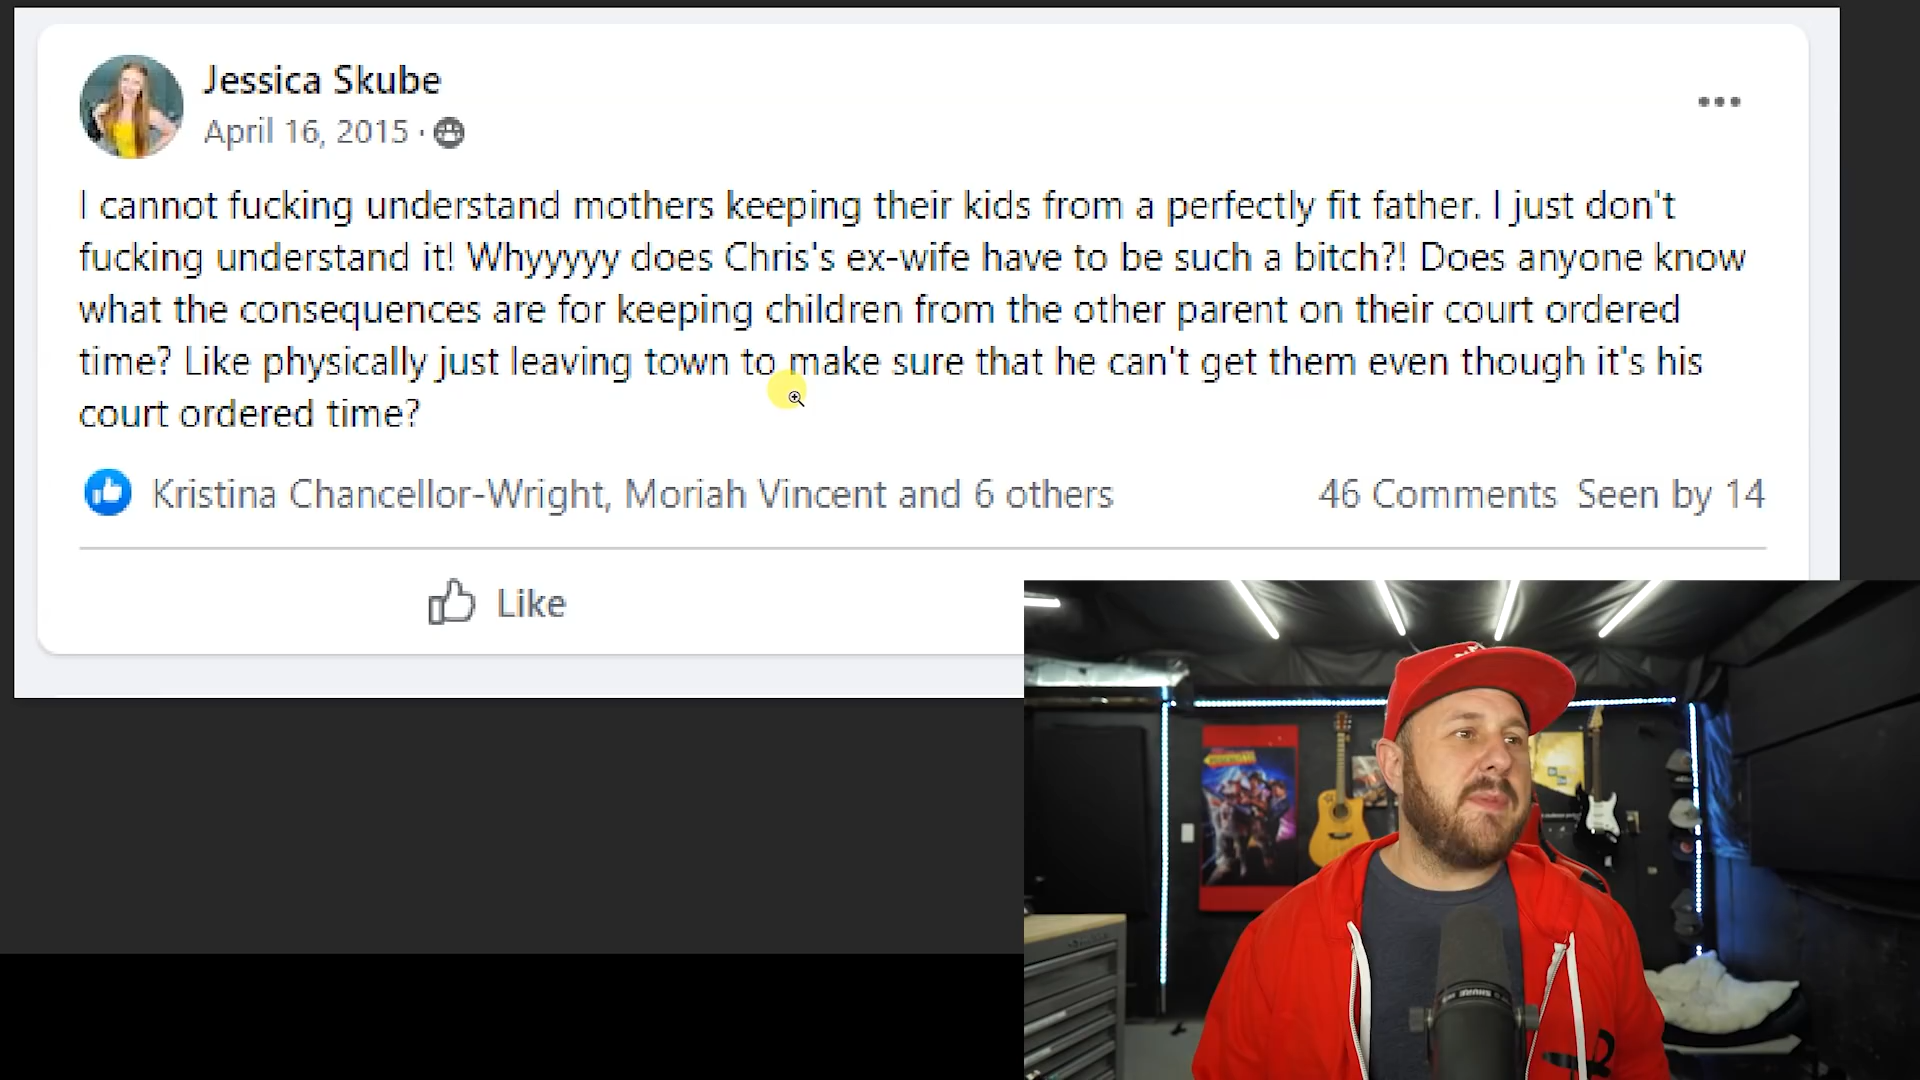 Jessica Skube
April 16, 2015 ·
I cannot fucking understand mothers keeping their kids from a perfectly fit father. I just don't
fucking understand it! Whyyyyy does Chris's ex-wife have to be such a bitch?! Does anyone know
what the consequences are for keeping children from the other parent on their court ordered
time? Like physically just leaving town to make sure that he can't get them even though it's his
court ordered time?
Kristina Chancellor-Wright, Moriah Vincent and 6 others
46 Comments Seen by 14
Like
SHURE